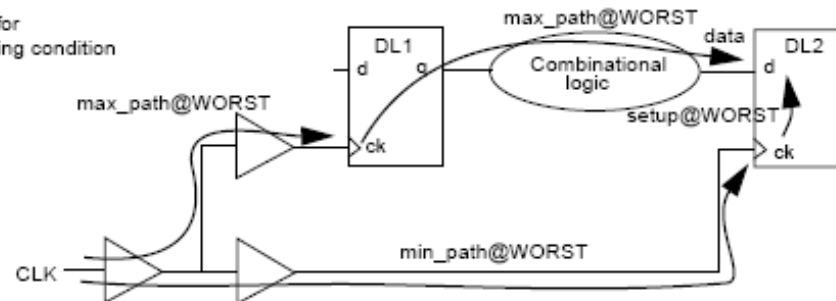 for
ing condition
max_path@WORST
data
DL1
DL2
d
q
Combinational
logic
d
max_path@WORST
setup@WORST
ck
ck
min_path@WORST
CLK